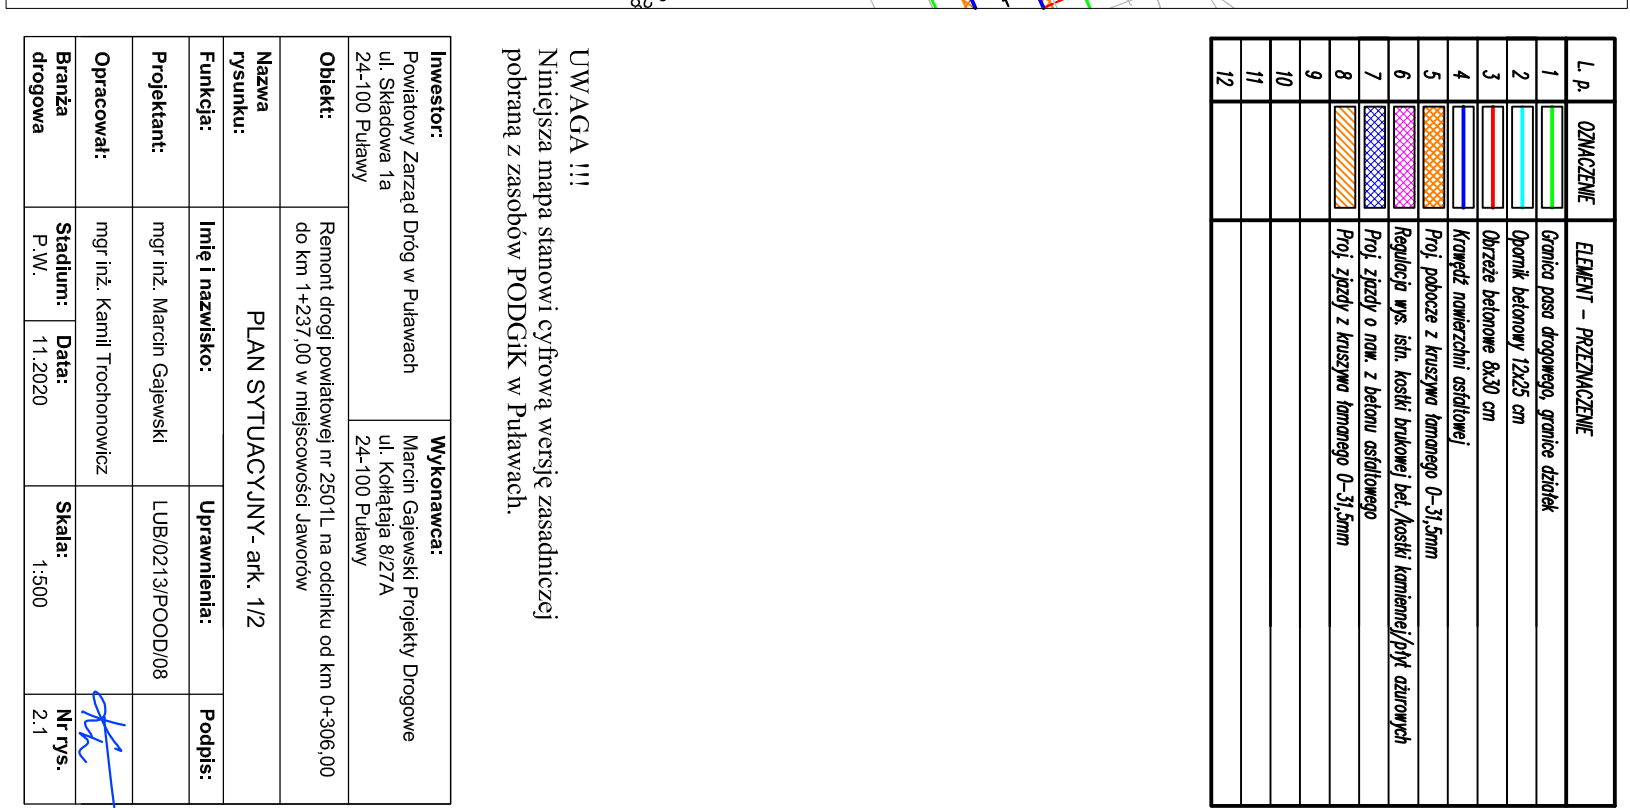 L. p. OZNACZENIE ELEMENT – PRZEZNACZENIE
1 Granica pasa drogowego, granice działek
2 Opornik betonowy 12x25 cm
3 Obrzeże betonowe 8x30 cm
4 Krawędź nawierzchni asfaltowej
5 Proj. pobocze z kruszywa łamanego 0–31,5mm
6 Regulacja wys. istn. kostki brukowej bet./kostki kamiennej/płyt ażurowych
7 Proj. zjazdy o naw. z betonu asfaltowego
8 Proj. zjazdy z kruszywa łamanego 0–31,5mm
9
10
11
12
UWAGA !!!
Niniejsza mapa stanowi cyfrową wersję zasadniczej
pobraną z zasobów PODGiK w Puławach.
Inwestor:
Powiatowy Zarząd Dróg w Puławach
ul. Składowa 1a
24-100 Puławy
Wykonawca:
Marcin Gajewski Projekty Drogowe
ul. Kołłątaja 8/27A
24-100 Puławy
Obiekt:
Remont drogi powiatowej nr 2501L na odcinku od km 0+306,00
do km 1+237,00 w miejscowości Jaworów
Nazwa
rysunku:
PLAN SYTUACYJNY- ark. 1/2
Funkcja: Imię i nazwisko: Uprawnienia: Podpis:
Projektant: mgr inż. Marcin Gajewski LUB/0213/POOD/08
Opracował: mgr inż. Kamil Trochonowicz
Branża
drogowa
Stadium:
P.W.
Data:
11.2020
Skala:
1:500
Nr rys.
2.1